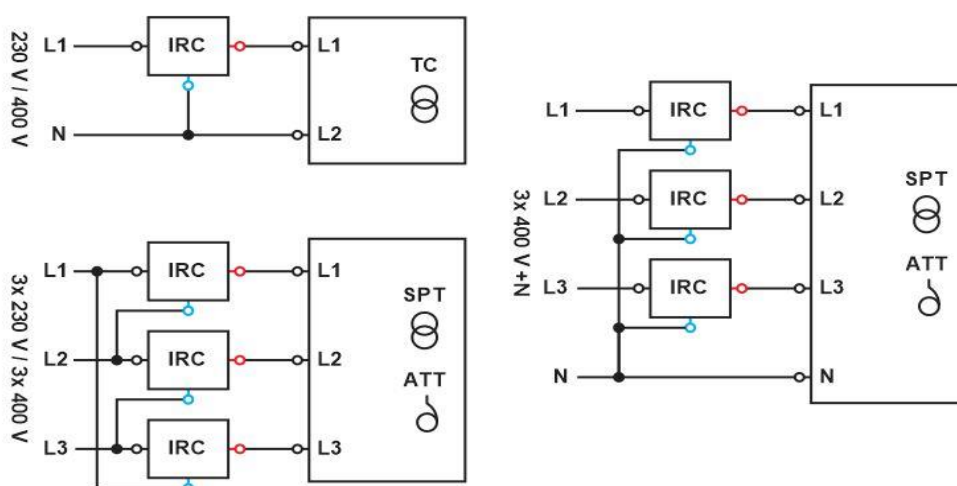 230 V / 400 V
L1
IRC
L1
TC
N
L2
3x 230 V / 3x 400 V
L1
IRC
L1
SPT
L2
IRC
L2
ATT
L3
IRC
L3
3x 400 V +N
L1
IRC
L1
L2
IRC
L2
SPT
L3
IRC
L3
ATT
N
N